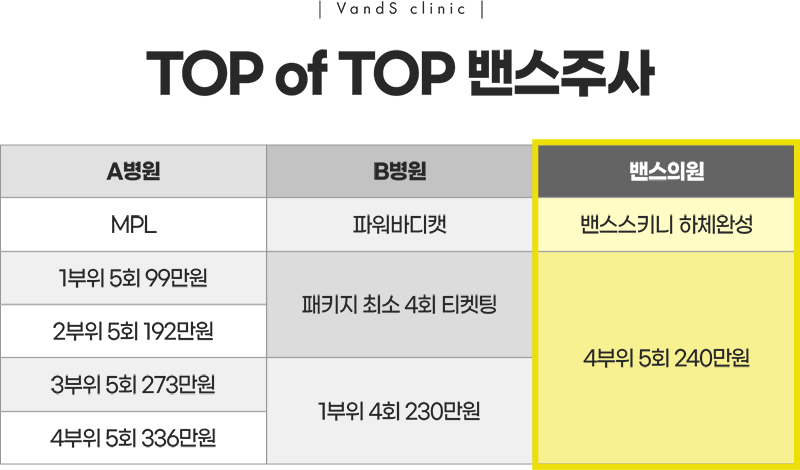 | VandS clinic |
TOP of TOP 밴스주사
A병원 B병원 밴스의원
MPL 파워바디캣 밴스스키니 하체완성
1부위 5회 99만원
패키지 최소 4회 티켓팅
2부위 5회 192만원
4부위 5회 240만원
3부위 5회 273만원
1부위 4회 230만원
4부위 5회 336만원